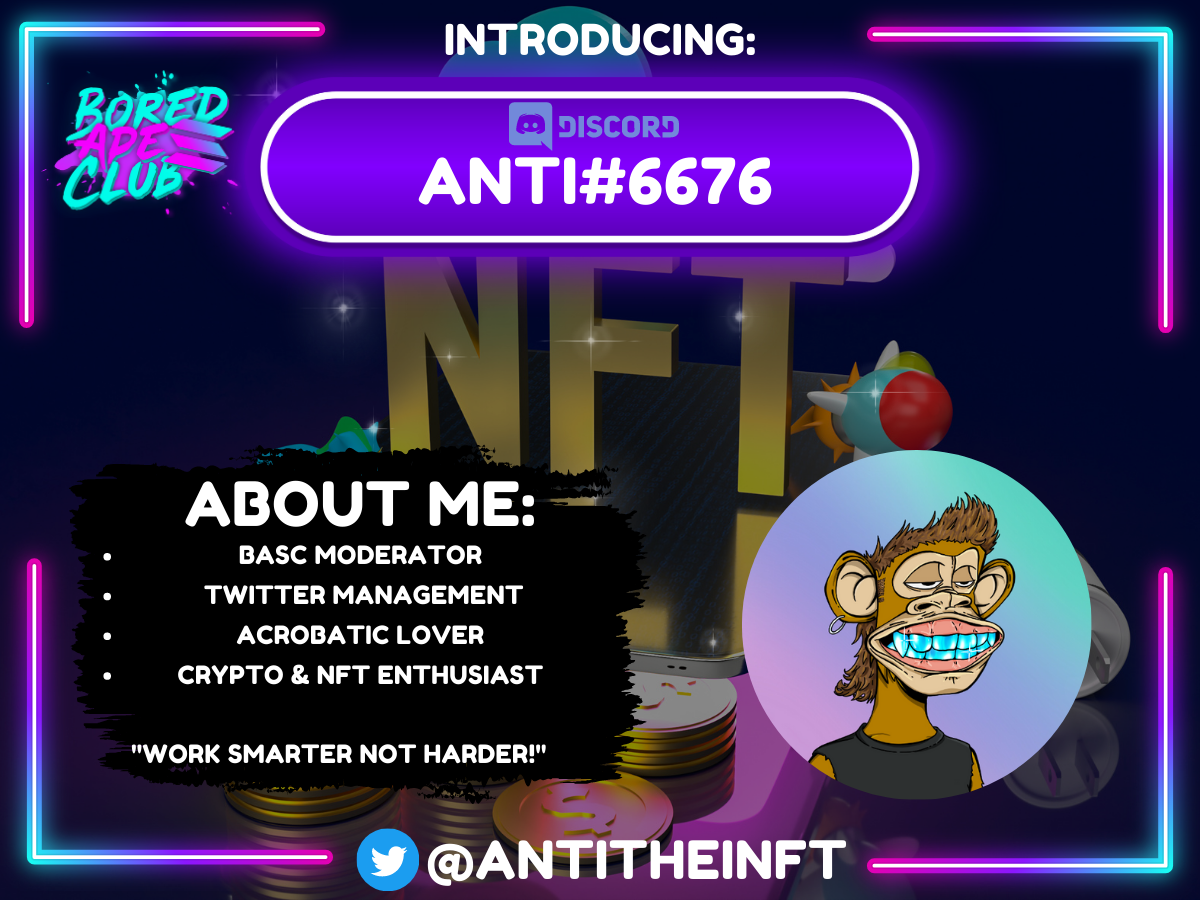 INTRODUCING:
BORED
APE
CLUB
DISCORD
ANTI#6676
NFT
ABOUT ME:
• BASC MODERATOR
• TWITTER MANAGEMENT
• ACROBATIC LOVER
• CRYPTO & NFT ENTHUSIAST
"WORK SMARTER NOT HARDER!"
@ANTITHEINFT